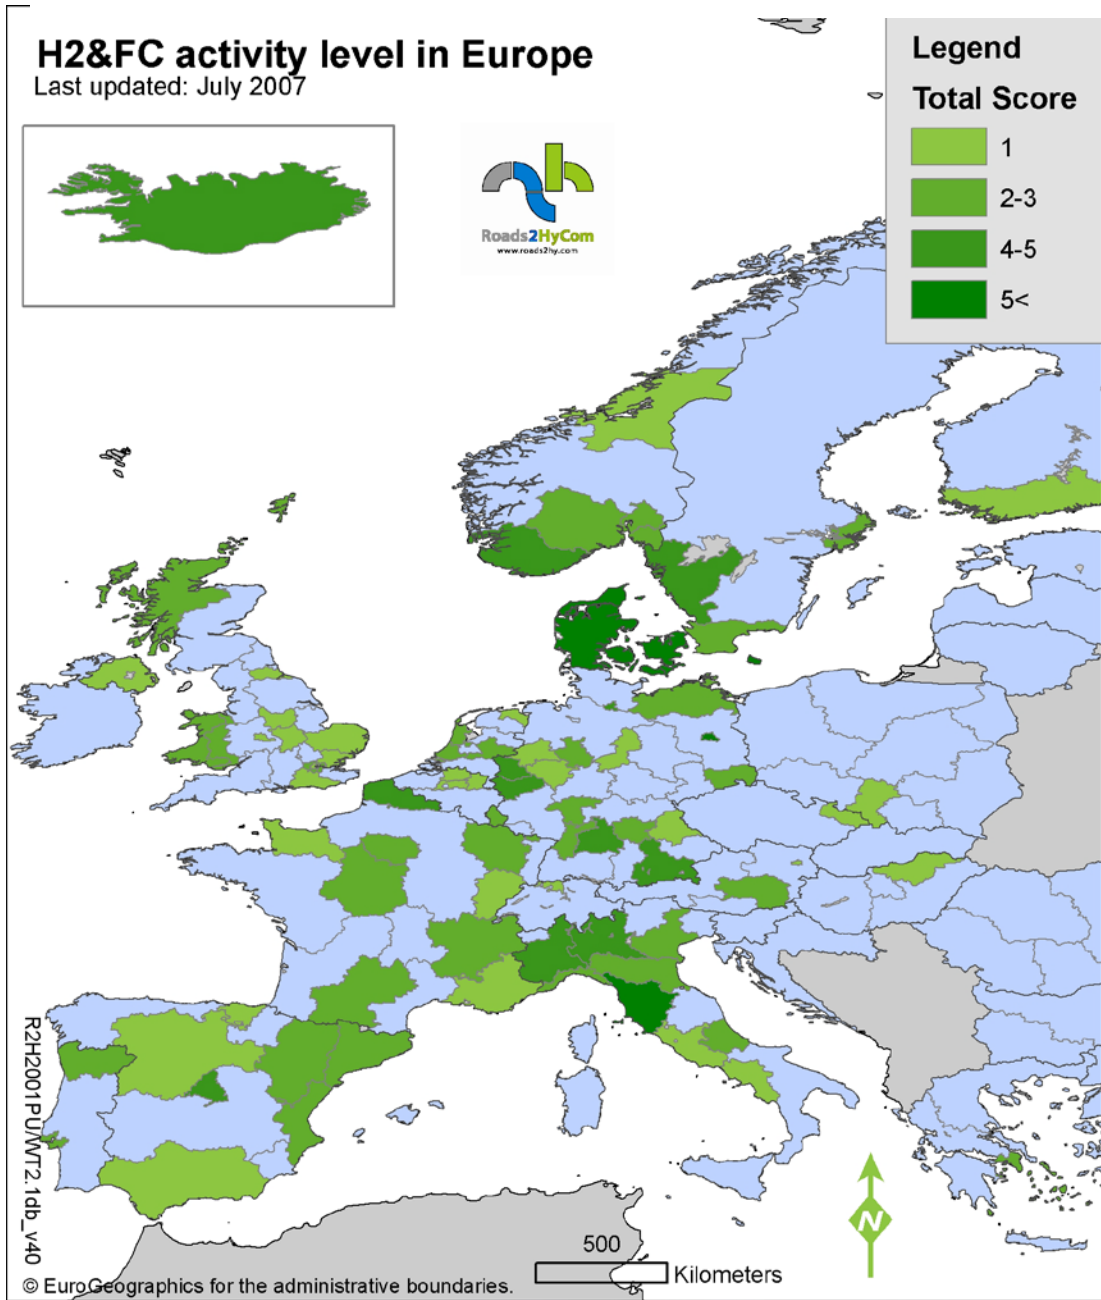 H2&FC activity level in Europe
Last updated: July 2007
Legend
Total Score
1
2-3
4-5
5<
Roads2HyCom
www.roads2hy.com
R2H2001PU/WT2.1db_v40
N
500
Kilometers
© EuroGeographics for the administrative boundaries.